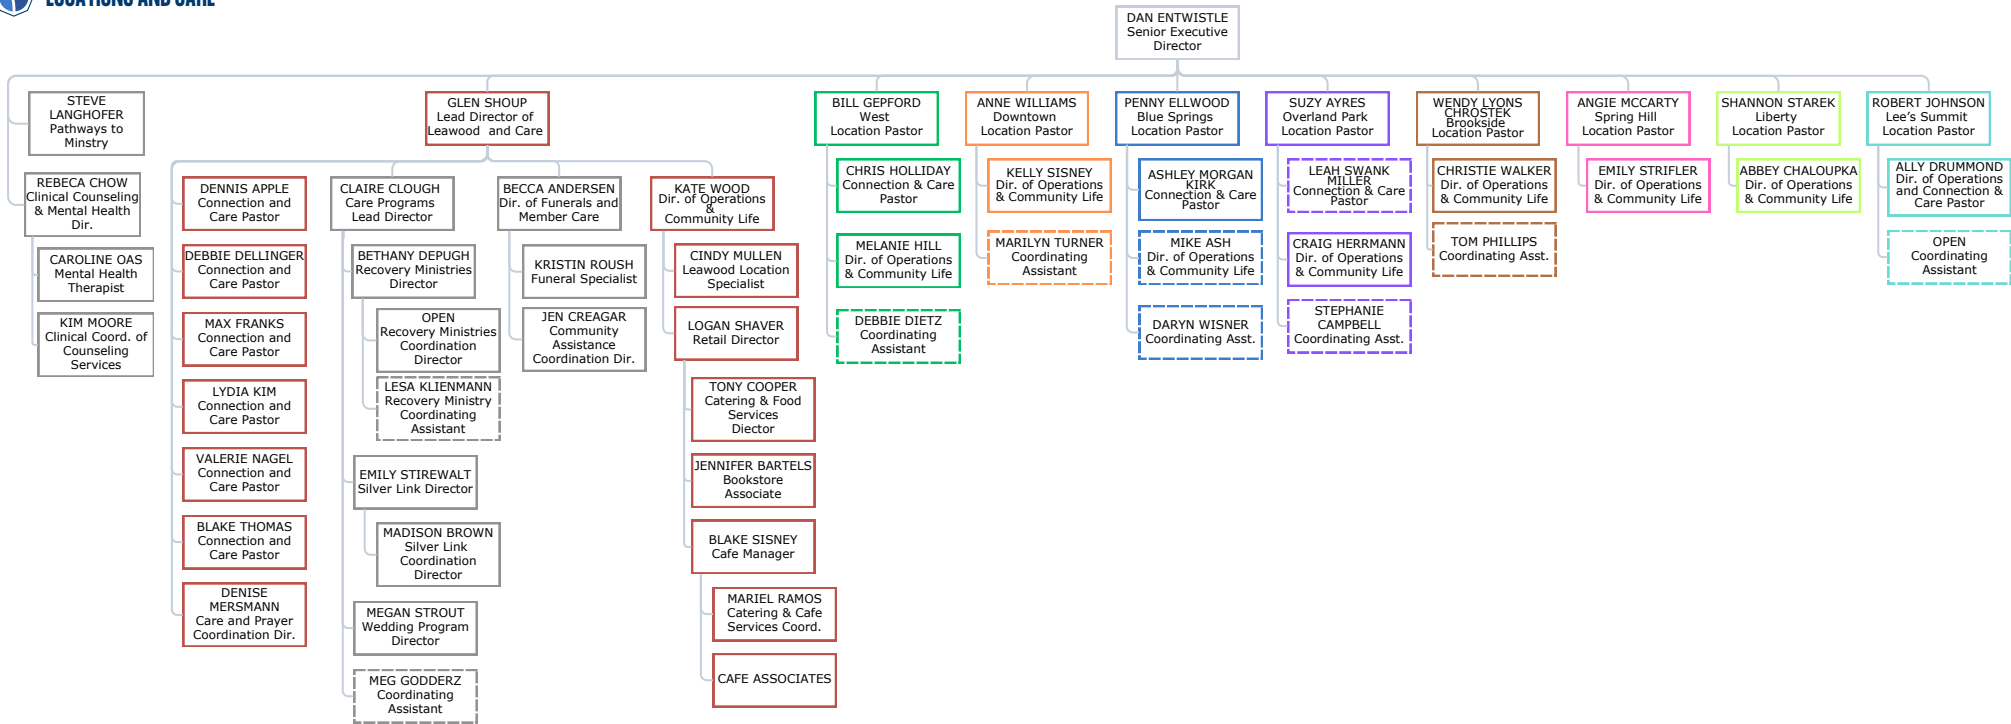 LOCATIONS AND CARE
DAN ENTWISTLE
Senior Executive
Director
STEVE
LANGHOFER
Pathways to
Minstry
REBECA CHOW
Clinical Counseling
& Mental Health
Dir.
CAROLINE OAS
Mental Health
Therapist
KIM MOORE
Clinical Coord. of
Counseling
Services
GLEN SHOUP
Lead Director of
Leawood and Care
DENNIS APPLE
Connection and
Care Pastor
DEBBIE DELLINGER
Connection and
Care Pastor
MAX FRANKS
Connection and
Care Pastor
LYDIA KIM
Connection and
Care Pastor
VALERIE NAGEL
Connection and
Care Pastor
BLAKE THOMAS
Connection and
Care Pastor
DENISE
MERSMANN
Care and Prayer
Coordination Dir.
CLAIRE CLOUGH
Care Programs
Lead Director
BETHANY DEPUGH
Recovery Ministries
Director
OPEN
Recovery Ministries
Coordination
Director
LESA KLIENMANN
Recovery Ministry
Coordinating
Assistant
EMILY STIREWALT
Silver Link Director
MADISON BROWN
Silver Link
Coordination
Director
MEGAN STROUT
Wedding Program
Director
MEG GODDERZ
Coordinating
Assistant
BECCA ANDERSEN
Dir. of Funerals and
Member Care
KRISTIN ROUSH
Funeral Specialist
JEN CREAGAR
Community
Assistance
Coordination Dir.
KATE WOOD
Dir. of Operations
&
Community Life
CINDY MULLEN
Leawood Location
Specialist
LOGAN SHAVER
Retail Director
TONY COOPER
Catering & Food
Services
Diector
JENNIFER BARTELS
Bookstore
Associate
BLAKE SISNEY
Cafe Manager
MARIEL RAMOS
Catering & Cafe
Services Coord.
CAFE ASSOCIATES
BILL GEPFORD
West
Location Pastor
CHRIS HOLLIDAY
Connection & Care
Pastor
MELANIE HILL
Dir. of Operations
& Community Life
DEBBIE DIETZ
Coordinating
Assistant
ANNE WILLIAMS
Downtown
Location Pastor
KELLY SISNEY
Dir. of Operations
& Community Life
MARILYN TURNER
Coordinating
Assistant
PENNY ELLWOOD
Blue Springs
Location Pastor
ASHLEY MORGAN
KIRK
Connection & Care
Pastor
MIKE ASH
Dir. of Operations
& Community Life
DARYN WISNER
Coordinating Asst.
SUZY AYRES
Overland Park
Location Pastor
LEAH SWANK
MILLER
Connection & Care
Pastor
CRAIG HERRMANN
Dir. of Operations
& Community Life
STEPHANIE
CAMPBELL
Coordinating Asst.
WENDY LYONS
CHROSTEK
Brookside
Location Pastor
CHRISTIE WALKER
Dir. of Operations
& Community Life
TOM PHILLIPS
Coordinating Asst.
ANGIE MCCARTY
Spring Hill
Location Pastor
EMILY STRIFLER
Dir. of Operations
& Community Life
SHANNON STAREK
Liberty
Location Pastor
ABBEY CHALOUPKA
Dir. of Operations
& Community Life
ROBERT JOHNSON
Lee's Summit
Location Pastor
ALLY DRUMMOND
Dir. of Operations
and Connection &
Care Pastor
OPEN
Coordinating
Assistant